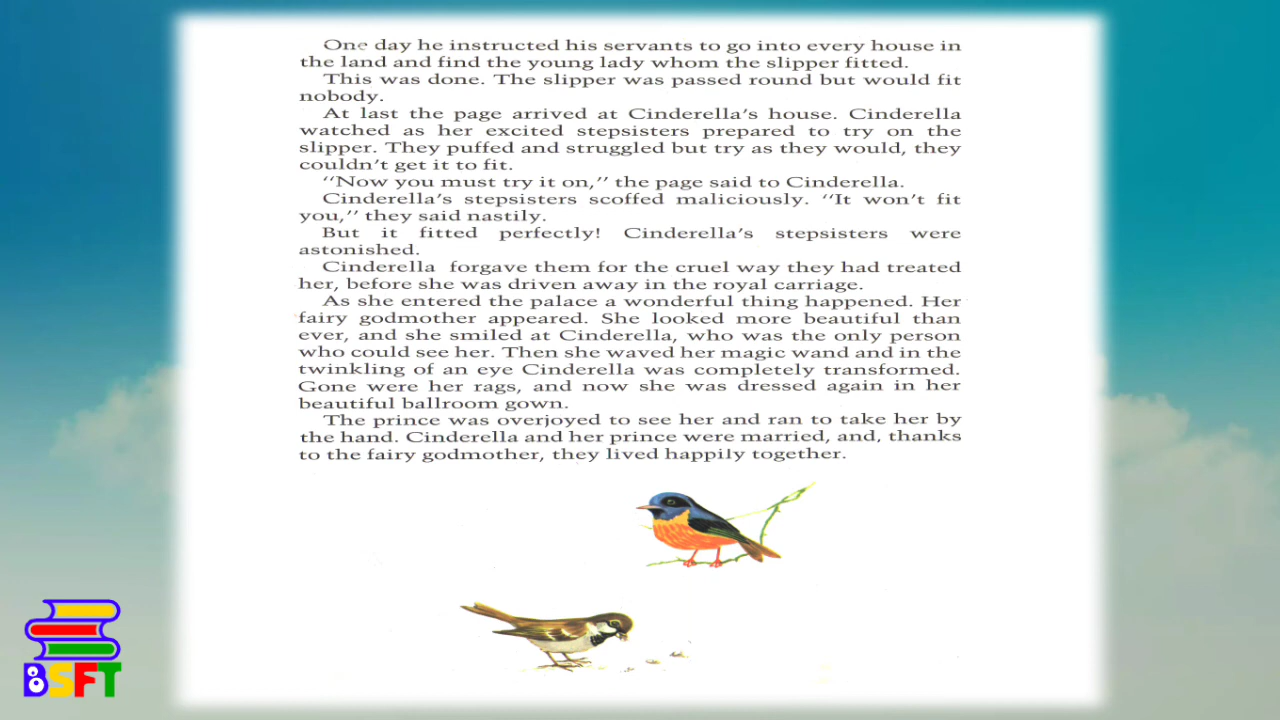 One day he instructed his servants to go into every house in
the land and find the young lady whom the slipper fitted.
This was done. The slipper was passed round but would fit
nobody.
At last the page arrived at Cinderella's house. Cinderella
watched as her excited stepsisters prepared to try on the
slipper. They puffed and struggled but try as they would, they
couldn't get it to fit.
"Now you must try it on," the page said to Cinderella.
Cinderella's stepsisters scoffed maliciously. "It won't fit
you," they said nastily.
But it fitted perfectly! Cinderella's stepsisters were
astonished.
Cinderella forgave them for the cruel way they had treated
her, before she was driven away in the royal carriage.
As she entered the palace a wonderful thing happened. Her
fairy godmother appeared. She looked more beautiful than
ever, and she smiled at Cinderella, who was the only person
who could see her. Then she waved her magic wand and in the
twinkling of an eye Cinderella was completely transformed.
Gone were her rags, and now she was dressed again in her
beautiful ballroom gown.
The prince was overjoyed to see her and ran to take her by
the hand. Cinderella and her prince were married, and, thanks
to the fairy godmother, they lived happily together.
BSFT